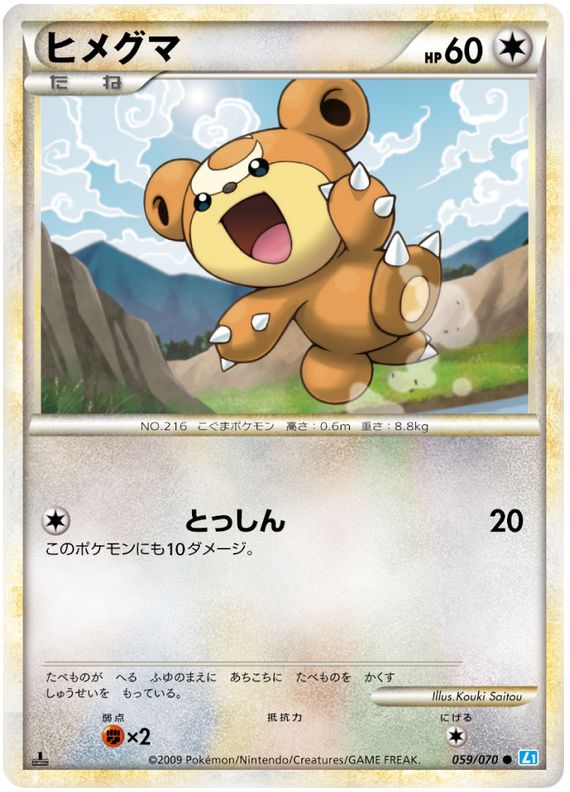 ヒメグマ
HP60
たね
NO.216 こぐまポケモン 高さ：0.6m 重さ：8.8kg
とっしん 20
このポケモンにも10ダメージ。
たべものが へる ふゆのまえに あちこちに たべものを かくす
しゅうせいを もっている。
Illus.Kouki Saitou
弱点 抵抗力 にげる
×2
1 EDITION ©2009 Pokémon/Nintendo/Creatures/GAME FREAK. 059/070 ● L1